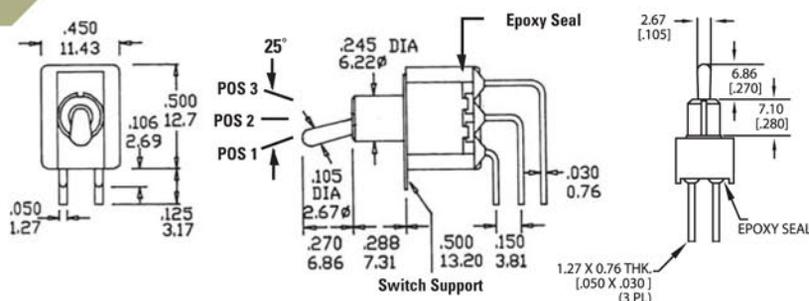 .450
11.43
.500
12.7
.106
2.69
.050
1.27
.125
3.17
25°
POS 3
POS 2
POS 1
.245 DIA
6.22ø
Epoxy Seal
.105
DIA
2.67ø
.030
0.76
.270
6.86
.288
7.31
.500
13.20
.150
3.81
Switch Support
2.67
[.105]
6.86
[.270]
7.10
[.280]
EPOXY SEAL
1.27 X 0.76 THK.
[.050 X .030 ]
(3 PL)